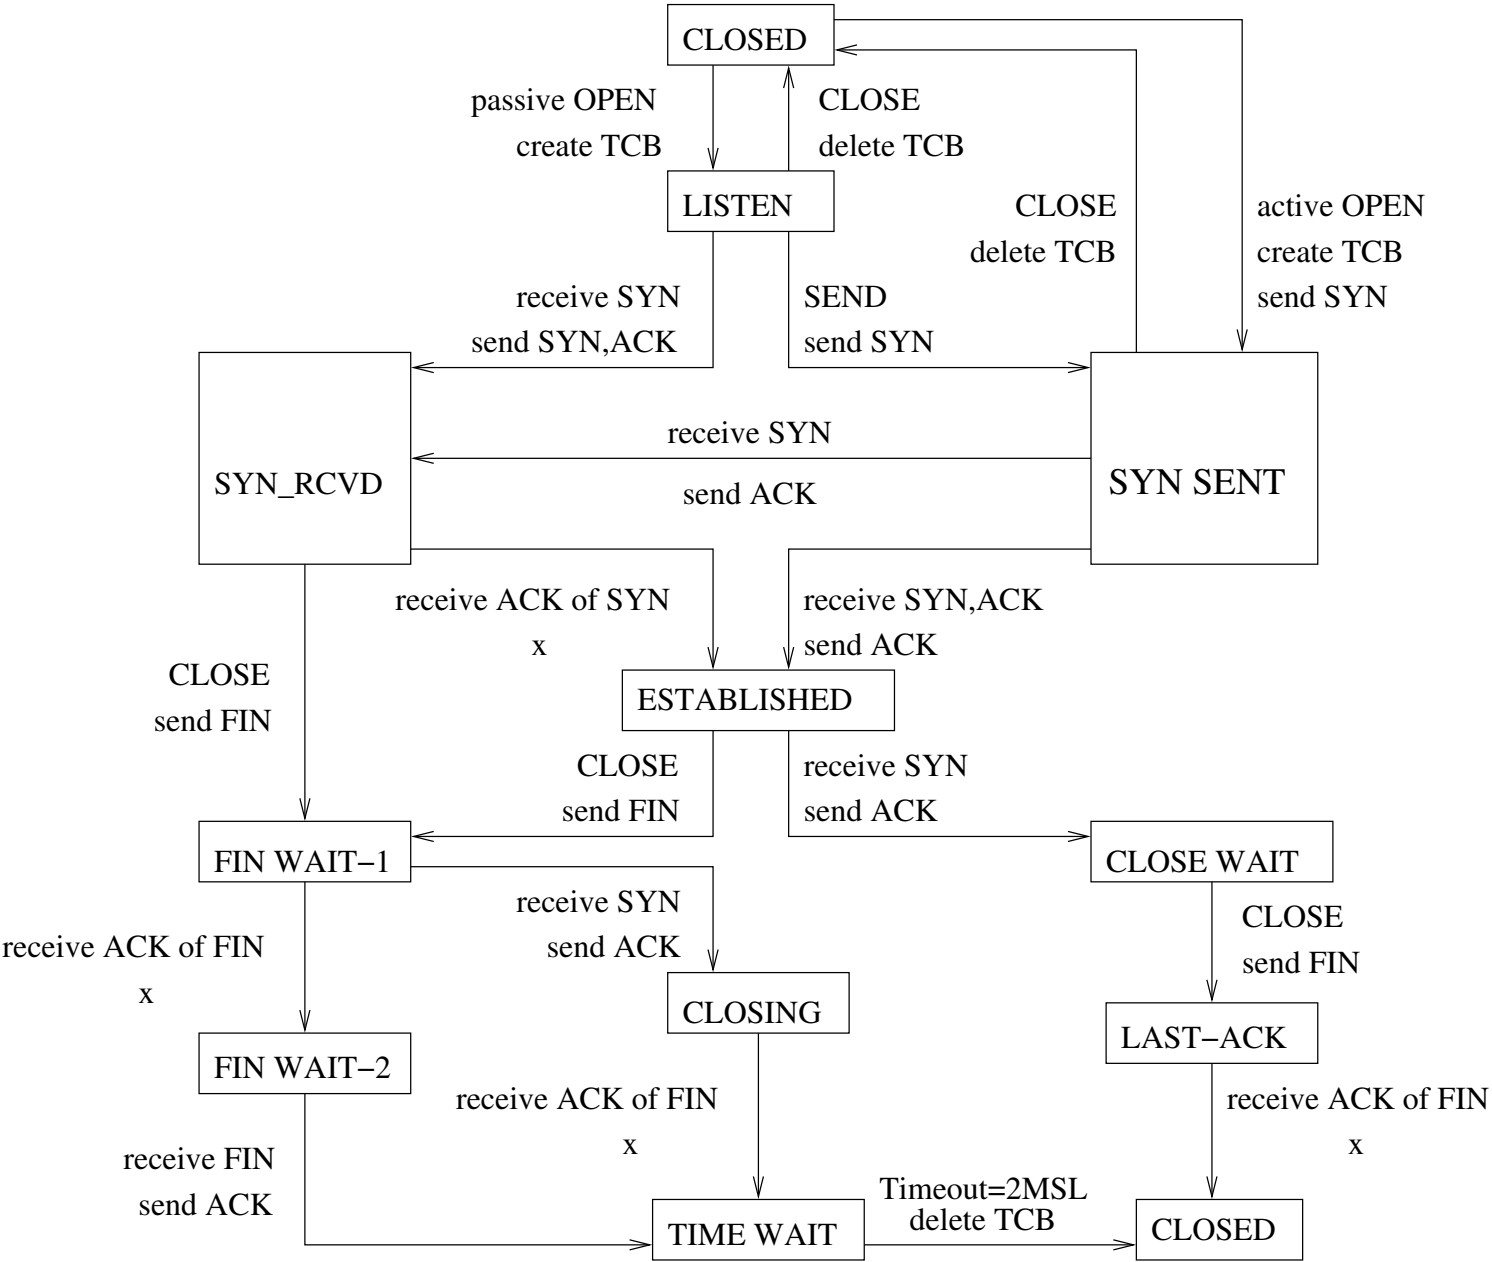 CLOSED
passive OPEN
create TCB
CLOSE
delete TCB
LISTEN
CLOSE
delete TCB
active OPEN
create TCB
send SYN
receive SYN
send SYN,ACK
SEND
send SYN
receive SYN
send ACK
SYN_RCVD
SYN SENT
receive ACK of SYN
x
receive SYN,ACK
send ACK
CLOSE
send FIN
ESTABLISHED
CLOSE
send FIN
receive SYN
send ACK
FIN WAIT−1
CLOSE WAIT
receive SYN
send ACK
CLOSE
send FIN
receive ACK of FIN
x
CLOSING
LAST−ACK
FIN WAIT−2
receive ACK of FIN
x
receive ACK of FIN
x
receive FIN
send ACK
Timeout=2MSL
delete TCB
TIME WAIT
CLOSED